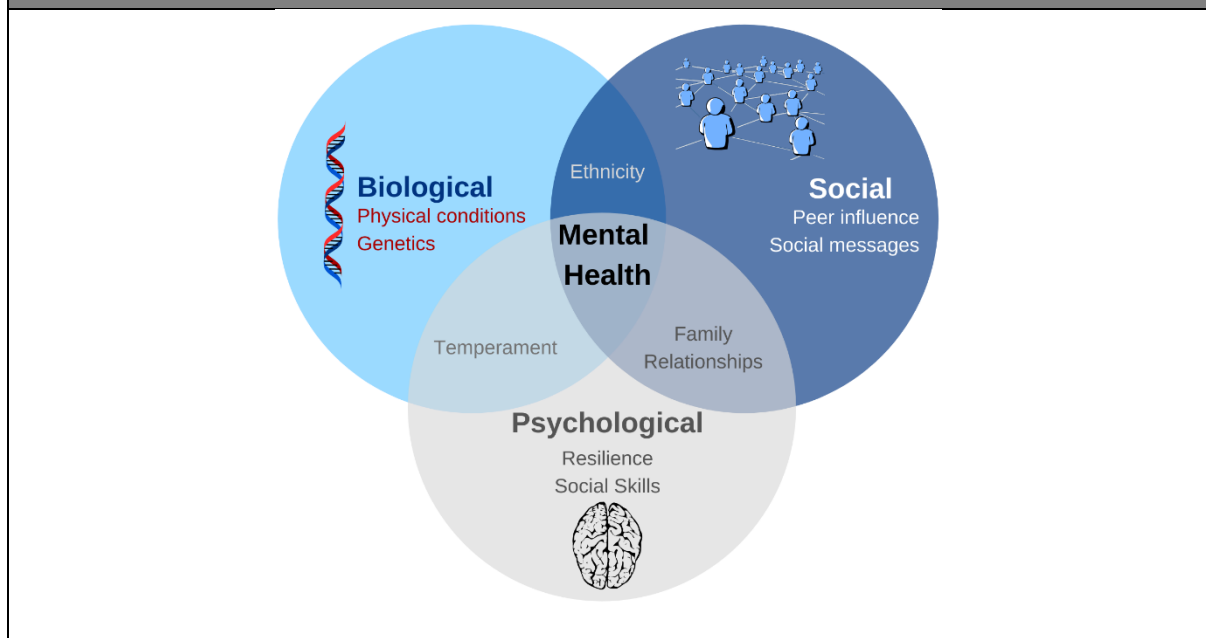 Ethnicity
Biological
Physical conditions
Genetics
Social
Peer influence
Social messages
Mental
Health
Temperament
Family
Relationships
Psychological
Resilience
Social Skills